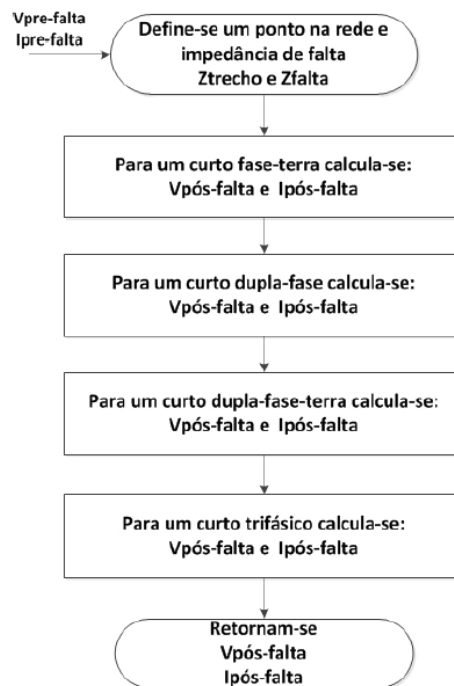 Vpre-falta
Ipre-falta
Define-se um ponto na rede e
impedância de falta
Ztrecho e Zfalta
Para um curto fase-terra calcula-se:
Vpós-falta e Ipós-falta
Para um curto dupla-fase calcula-se:
Vpós-falta e Ipós-falta
Para um curto dupla-fase-terra calcula-se:
Vpós-falta e Ipós-falta
Para um curto trifásico calcula-se:
Vpós-falta e Ipós-falta
Retornam-se
Vpós-falta
Ipós-falta